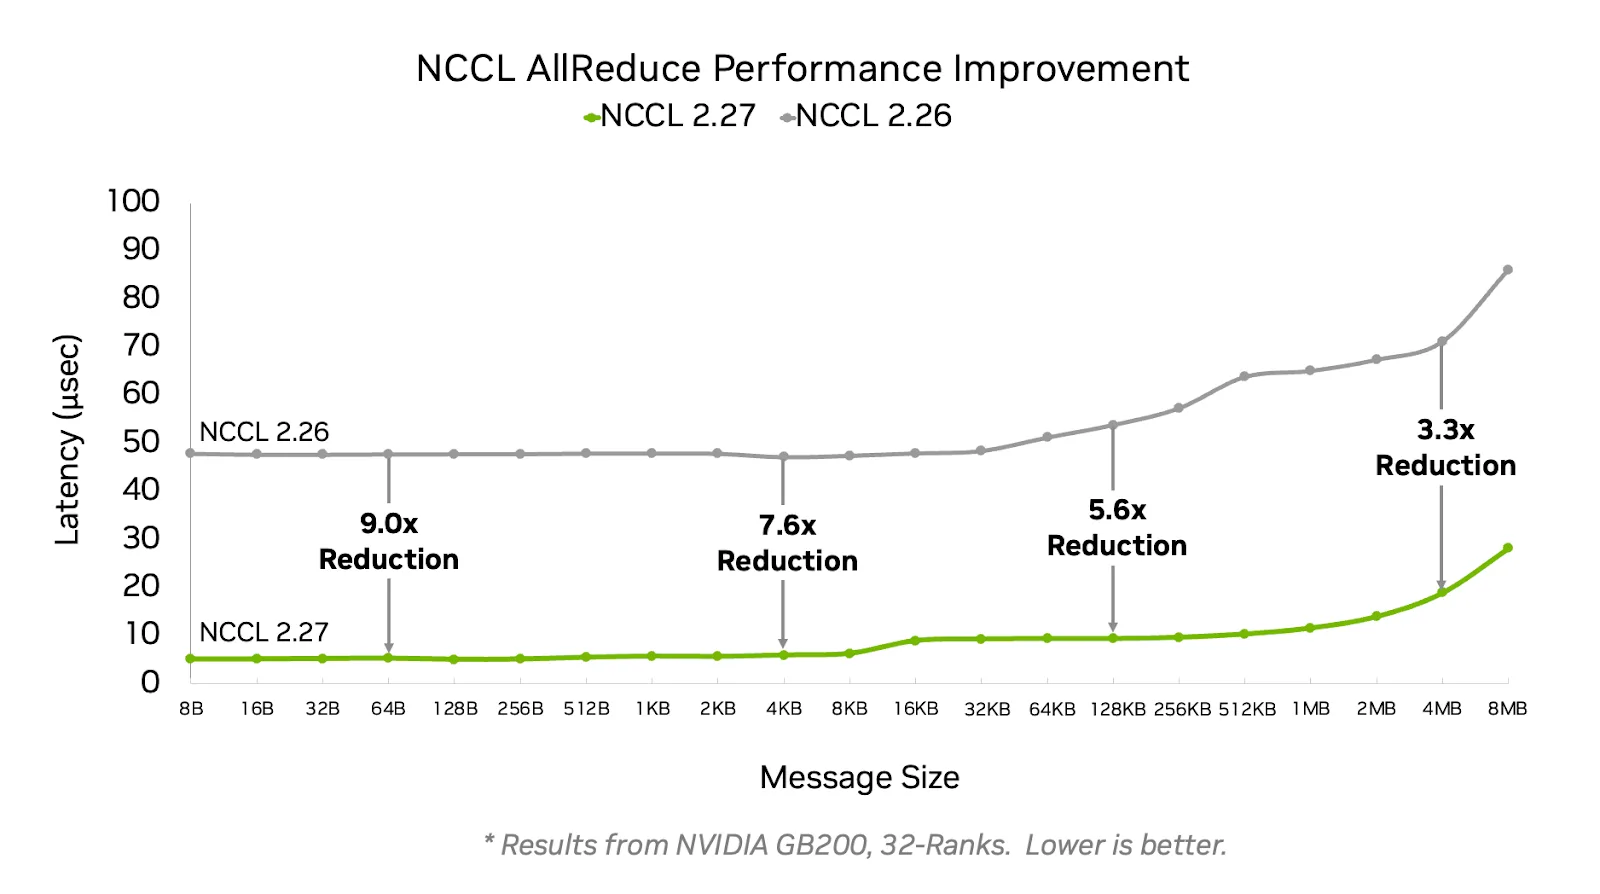 NCCL AllReduce Performance Improvement
NCCL 2.27 NCCL 2.26
100
90
80
70
60
50
40
30
20
10
0
Latency (μsec)
NCCL 2.26
NCCL 2.27
9.0x
Reduction
7.6x
Reduction
5.6x
Reduction
3.3x
Reduction
8B 16B 32B 64B 128B 256B 512B 1KB 2KB 4KB 8KB 16KB 32KB 64KB 128KB 256KB 512KB 1MB 2MB 4MB 8MB
Message Size
* Results from NVIDIA GB200, 32-Ranks. Lower is better.